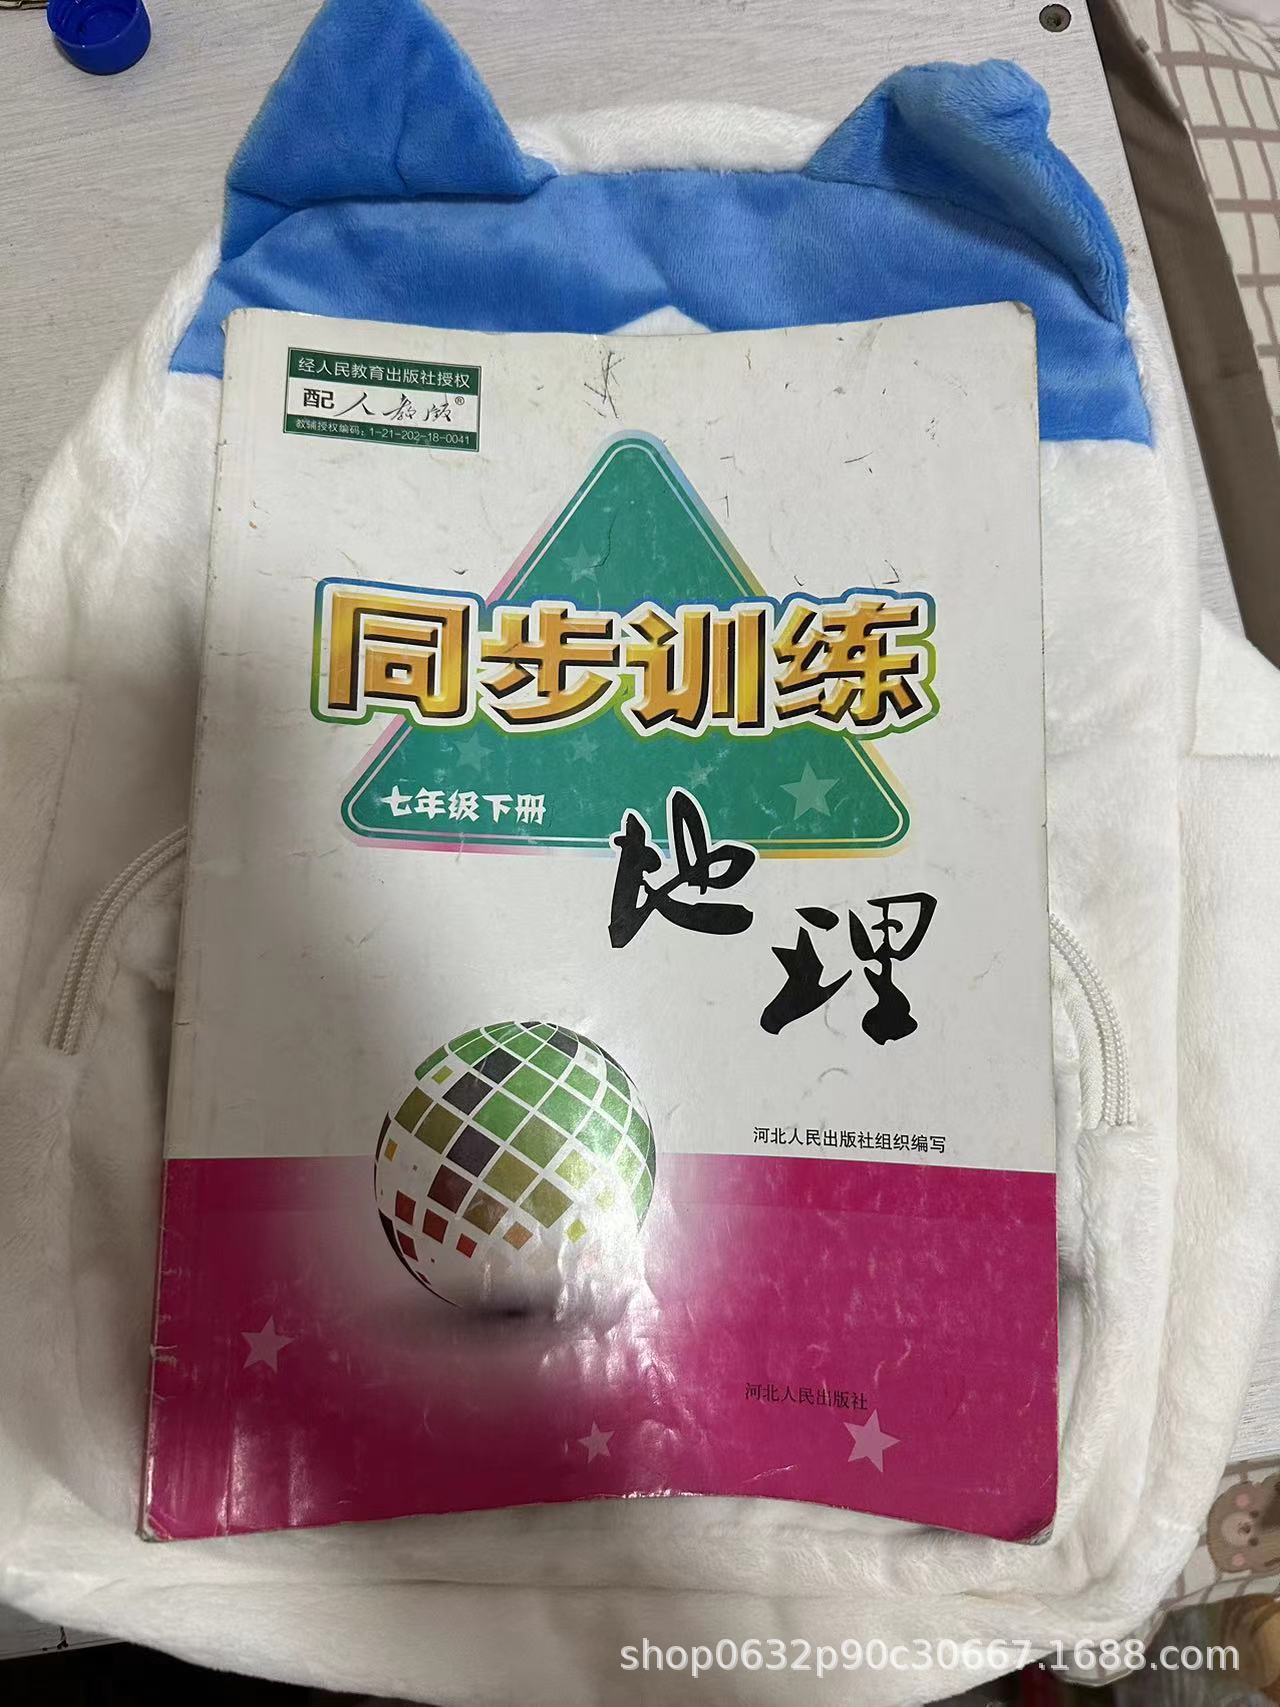 经人民教育出版社授权
配人教版®
教辅授权编码：1-21-202-18-0041
同步训练
七年级下册
地理
河北人民出版社组织编写
河北人民出版社
shop0632p90c30667.1688.com